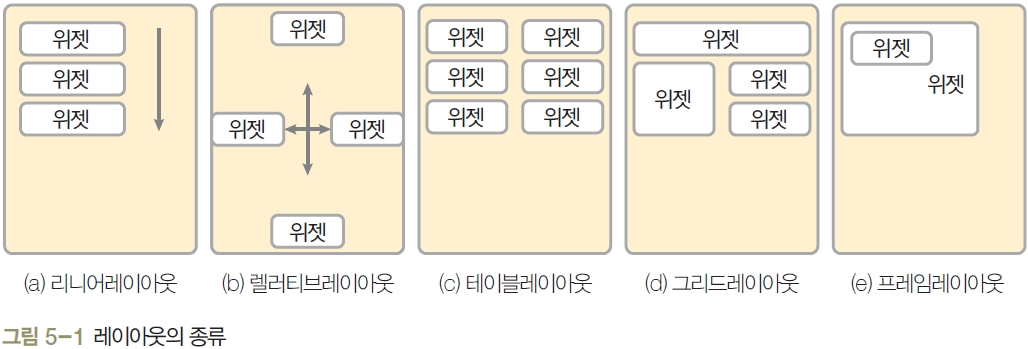 위젯
위젯
위젯
위젯
위젯 위젯
위젯
위젯 위젯
위젯 위젯
위젯 위젯
위젯
위젯 위젯
위젯
위젯
위젯
(a) 리니어레이아웃
(b) 렐러티브레이아웃
(c) 테이블레이아웃
(d) 그리드레이아웃
(e) 프레임레이아웃
그림 5-1 레이아웃의 종류